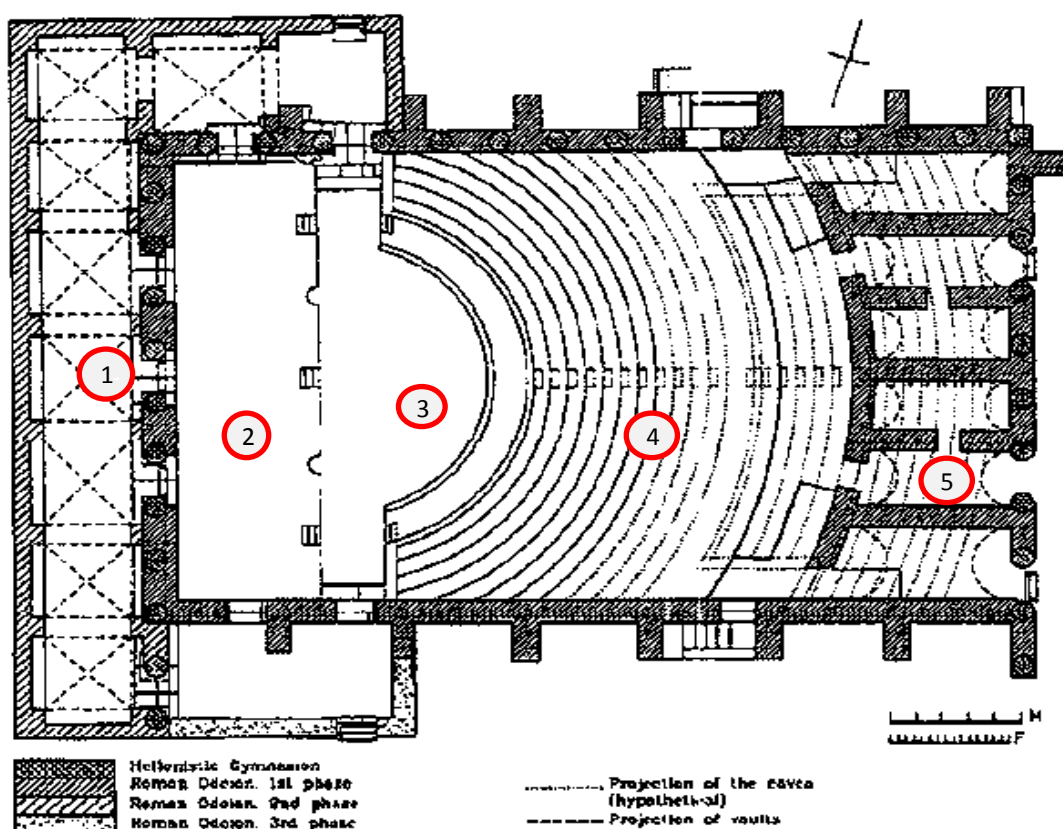 1
2
3
4
5
M
F
Hellenistic Gymnasion
Roman Odeion, 1st phase
Roman Odeion, 2nd phase
Roman Odeion, 3rd phase
Projection of the cavea
(hypothetical)
Projection of vaults